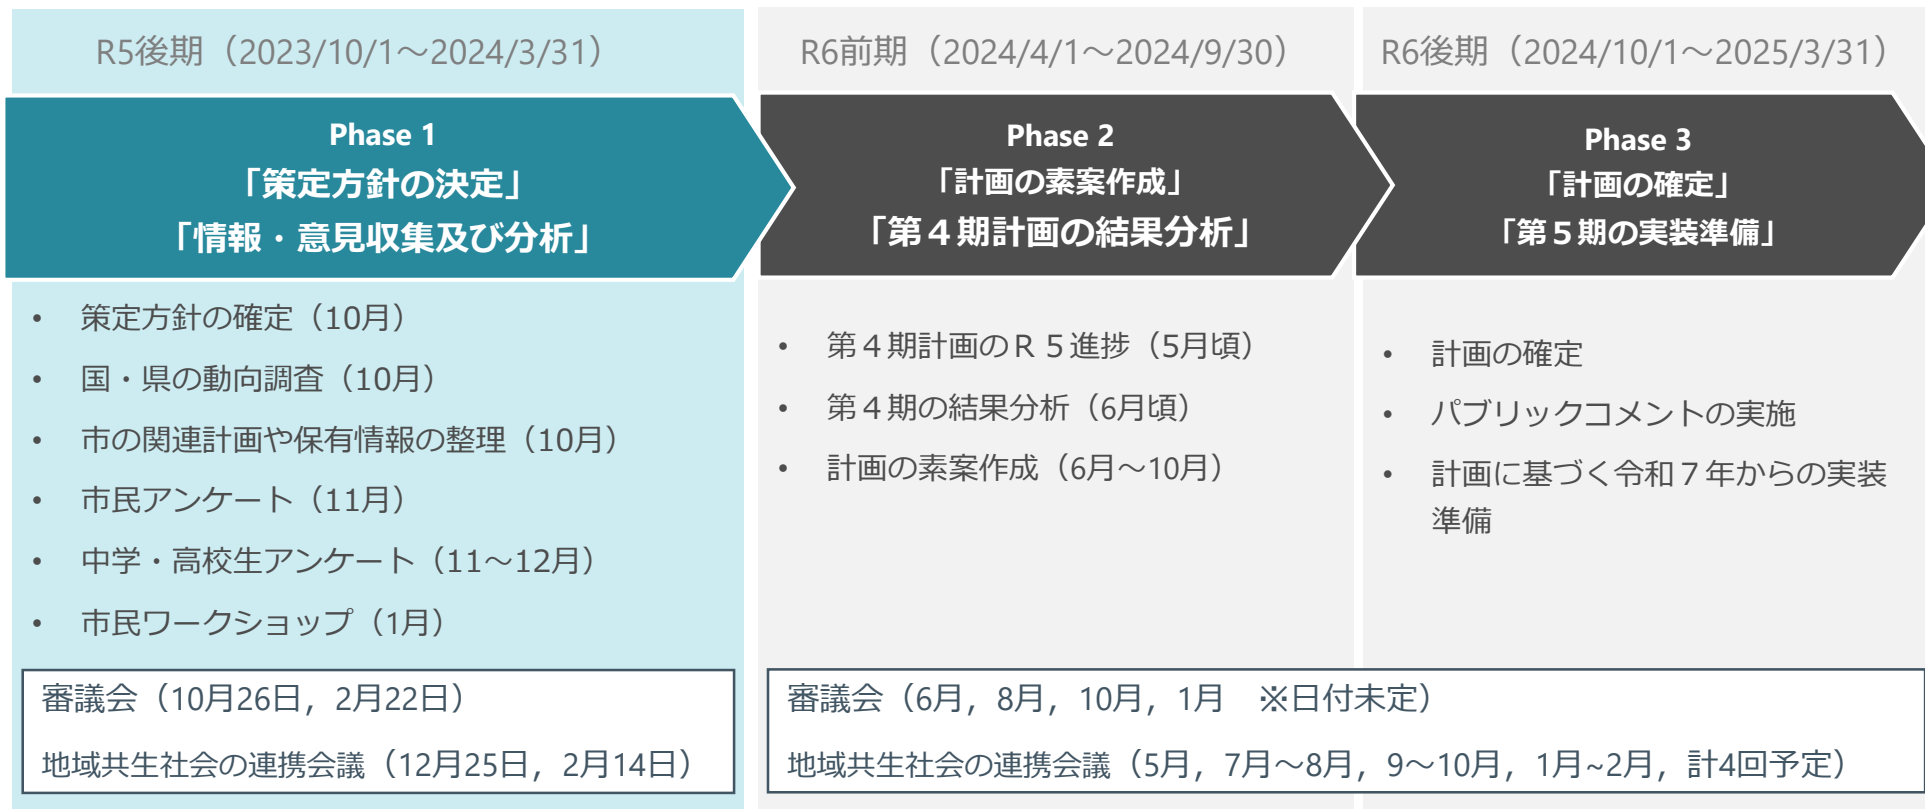 R5後期（2023/10/1～2024/3/31）
Phase 1
「策定方針の決定」
「情報・意見収集及び分析」
• 策定方針の確定（10月）
• 国・県の動向調査（10月）
• 市の関連計画や保有情報の整理（10月）
• 市民アンケート（11月）
• 中学・高校生アンケート（11～12月）
• 市民ワークショップ（1月）
審議会（10月26日，2月22日）
地域共生社会の連携会議（12月25日，2月14日）
R6前期（2024/4/1～2024/9/30）
Phase 2
「計画の素案作成」
「第４期計画の結果分析」
• 第４期計画のＲ５進捗（5月頃）
• 第４期の結果分析（6月頃）
• 計画の素案作成（6月～10月）
R6後期（2024/10/1～2025/3/31）
Phase 3
「計画の確定」
「第５期の実装準備」
• 計画の確定
• パブリックコメントの実施
• 計画に基づく令和７年からの実装
準備
審議会（6月，8月，10月，1月　※日付未定）
地域共生社会の連携会議（5月，7月～8月，9～10月，1月~2月，計4回予定）